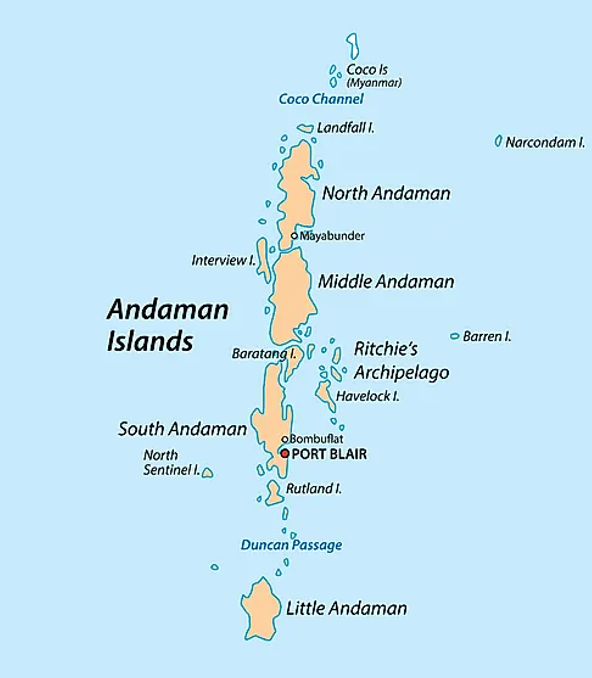 Coco Is
(Myanmar)
Coco Channel
Landfall I.
Narcondam I.
North Andaman
Mayabunder
Interview I.
Middle Andaman
Andaman
Islands
Barren I.
Ritchie's
Archipelago
Baratang I.
Havelock I.
South Andaman
Bombuflat
PORT BLAIR
North
Sentinel I.
Rutland I.
Duncan Passage
Little Andaman